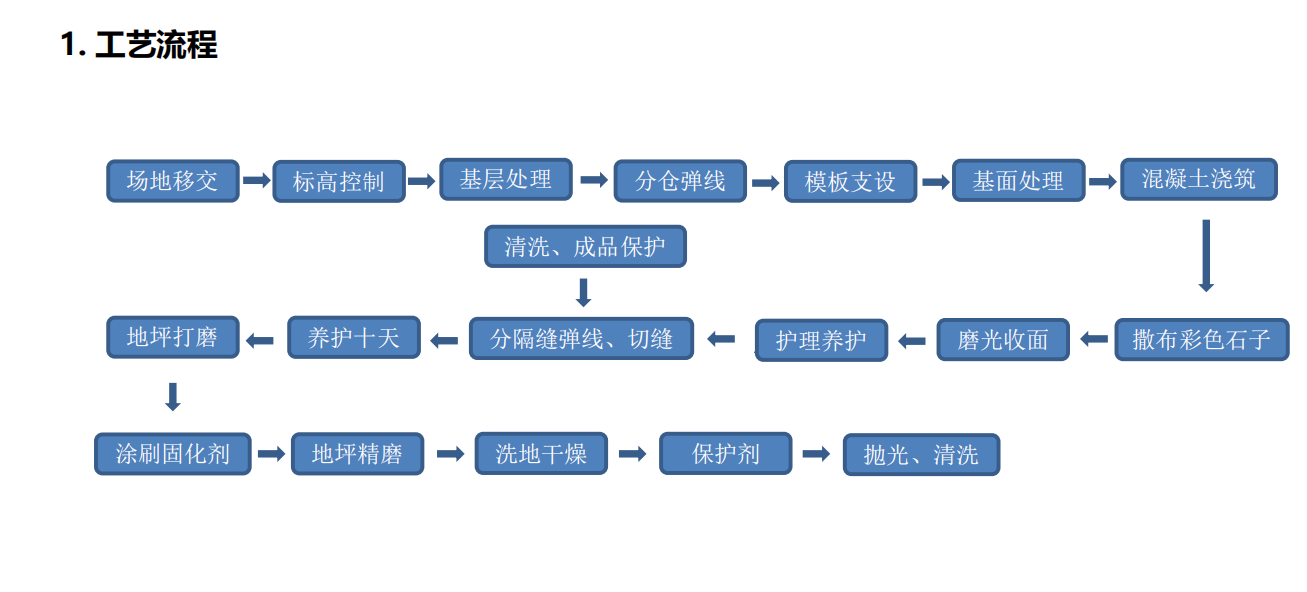 1. 工艺流程
场地移交
标高控制
基层处理
分仓弹线
模板支设
基面处理
混凝土浇筑
清洗、成品保护
地坪打磨
养护十天
分隔缝弹线、切缝
护理养护
磨光收面
撒布彩色石子
涂刷固化剂
地坪精磨
洗地干燥
保护剂
抛光、清洗